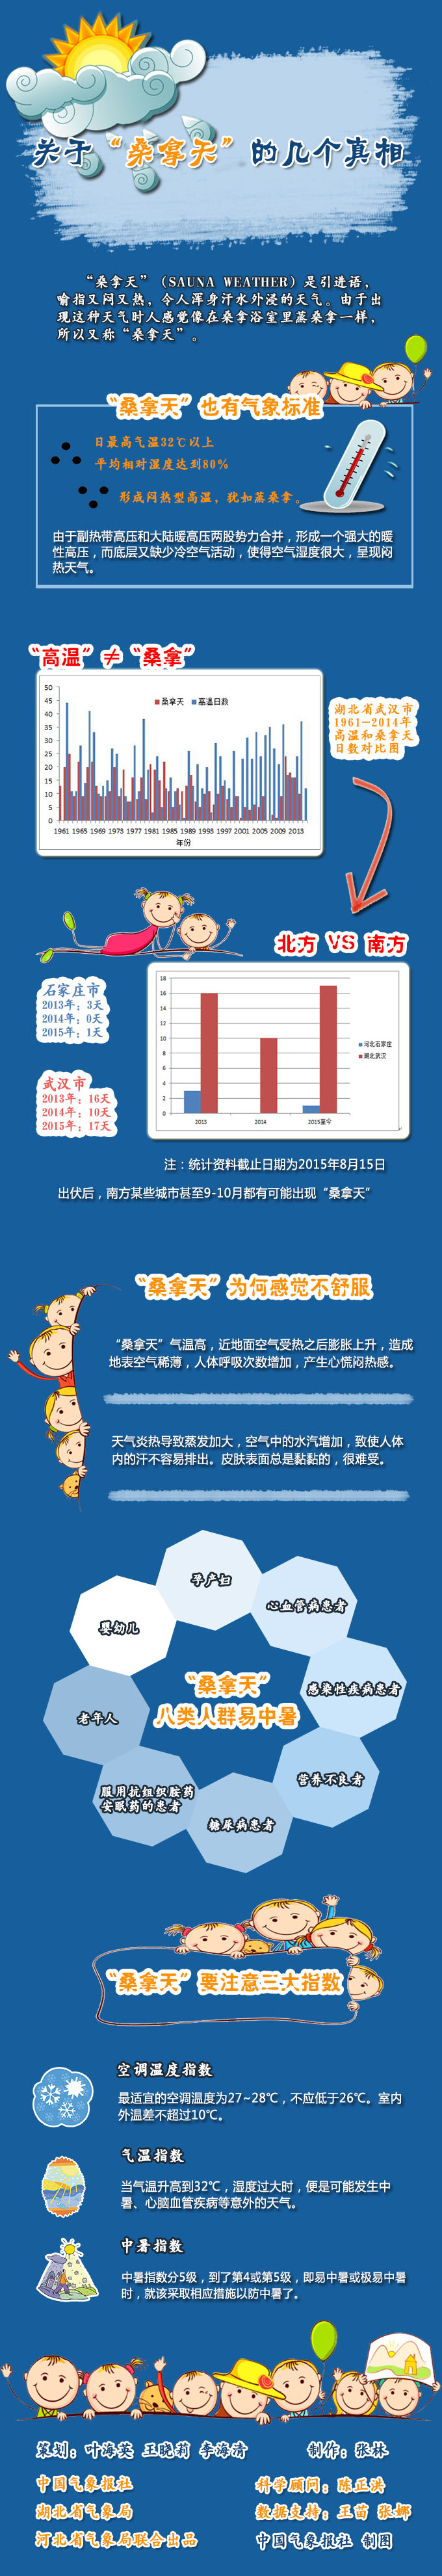 关于“桑拿天”的几个真相
“桑拿天”（SAUNA WEATHER）是引进语，
喻指又闷又热，令人浑身汗水外浸的天气。由于出
现这种天气时人感觉像在桑拿浴室里蒸桑拿一样，
所以又称“桑拿天”。
“桑拿天”也有气象标准
日最高气温32℃以上
平均相对湿度达到80%
形成闷热型高温，犹如蒸桑拿。
由于副热带高压和大陆暖高压两股势力合并，形成一个强大的暖
性高压，而底层又缺少冷空气活动，使得空气湿度很大，呈现闷
热天气。
“高温”≠“桑拿”
桑拿天 高温日数
50
45
40
35
30
25
20
15
10
5
0
1961 1965 1969 1973 1977 1981 1985 1989 1993 1997 2001 2005 2009 2013
年份
湖北省武汉市
1961—2014年
高温和桑拿天
日数对比图
北方 VS 南方
石家庄市
2013年：3天
2014年：0天
2015年：1天
武汉市
2013年：16天
2014年：10天
2015年：17天
18
16
14
12
10
8
6
4
2
0
2013 2014 2015至今
河北石家庄
湖北武汉
注：统计资料截止日期为2015年8月15日
出伏后，南方某些城市甚至9-10月都有可能出现“桑拿天”
“桑拿天”为何感觉不舒服
“桑拿天”气温高，近地面空气受热之后膨胀上升，造成
地表空气稀薄，人体呼吸次数增加，产生心慌闷热感。
天气炎热导致蒸发加大，空气中的水汽增加，致使人体
内的汗不容易排出。皮肤表面总是黏黏的，很难受。
孕产妇
心血管病患者
婴幼儿
感染性疾病患者
“桑拿天”
八类人群易中暑
老年人
营养不良者
服用抗组织胺药
安眠药的患者
糖尿病患者
“桑拿天”要注意三大指数
空调温度指数
最适宜的空调温度为27~28℃，不应低于26℃。室内
外温差不超过10℃。
气温指数
当气温升高到32℃，湿度过大时，便是可能发生中
暑、心脑血管疾病等意外的天气。
中暑指数
中暑指数分5级，到了第4或第5级，即易中暑或极易中暑
时，就该采取相应措施以防中暑了。
策划：叶海英 王晓莉 李海清 制作：张林
中国气象报社 科学顾问：陈正洪
湖北省气象局 数据支持：王苗 张娜
河北省气象局联合出品 中国气象报社 制图